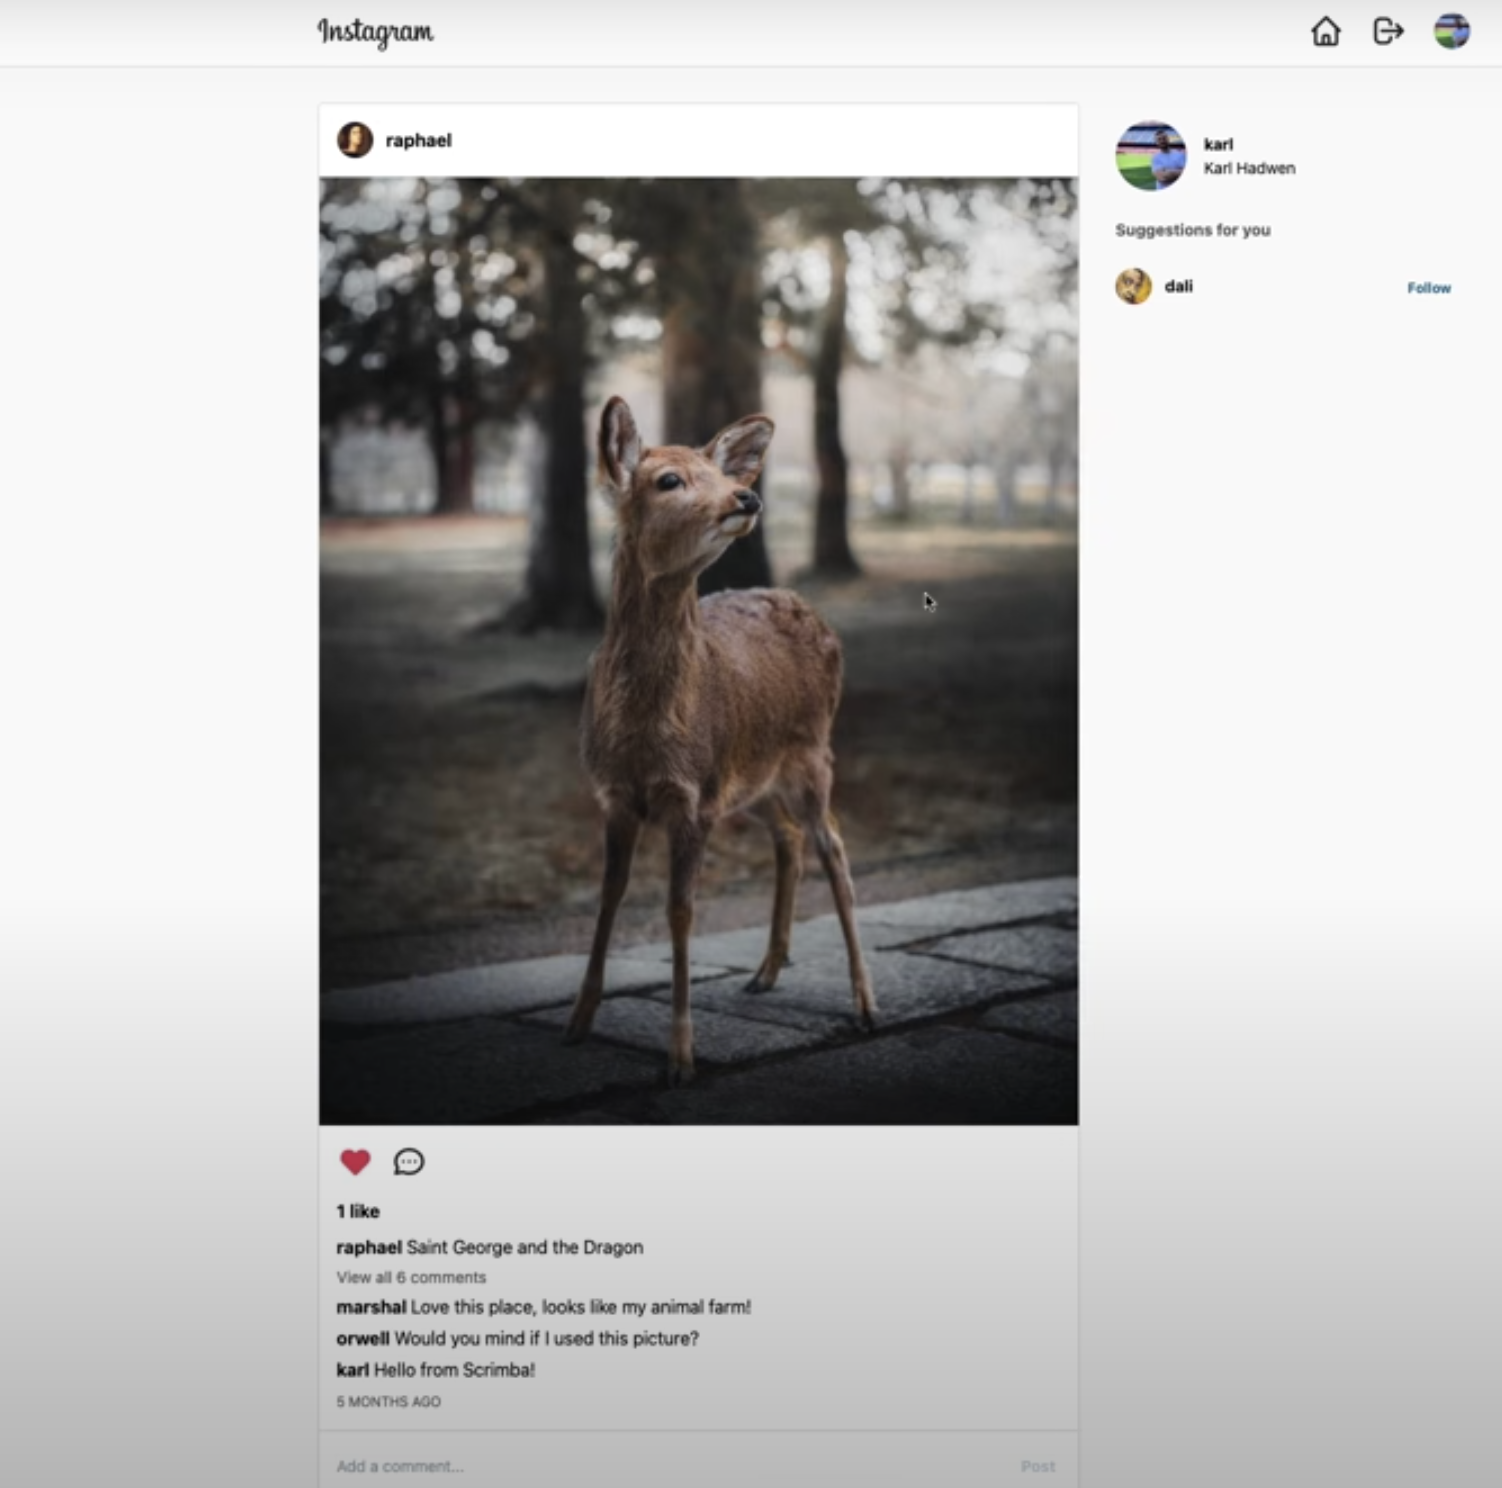 Instagram
raphael
karl
Karl Hadwen
Suggestions for you
dali Follow
1 like
raphael Saint George and the Dragon
View all 6 comments
marshal Love this place, looks like my animal farm!
orwell Would you mind if I used this picture?
karl Hello from Scrimba!
5 MONTHS AGO
Add a comment... Post